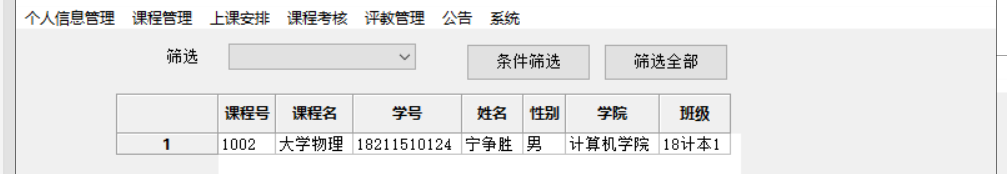 个人信息管理 课程管理 上课安排 课程考核 评教管理 公告 系统
筛选 条件筛选 筛选全部
课程号 课程名 学号 姓名 性别 学院 班级
1 1002 大学物理 18211510124 宁争胜 男 计算机学院 18计本1